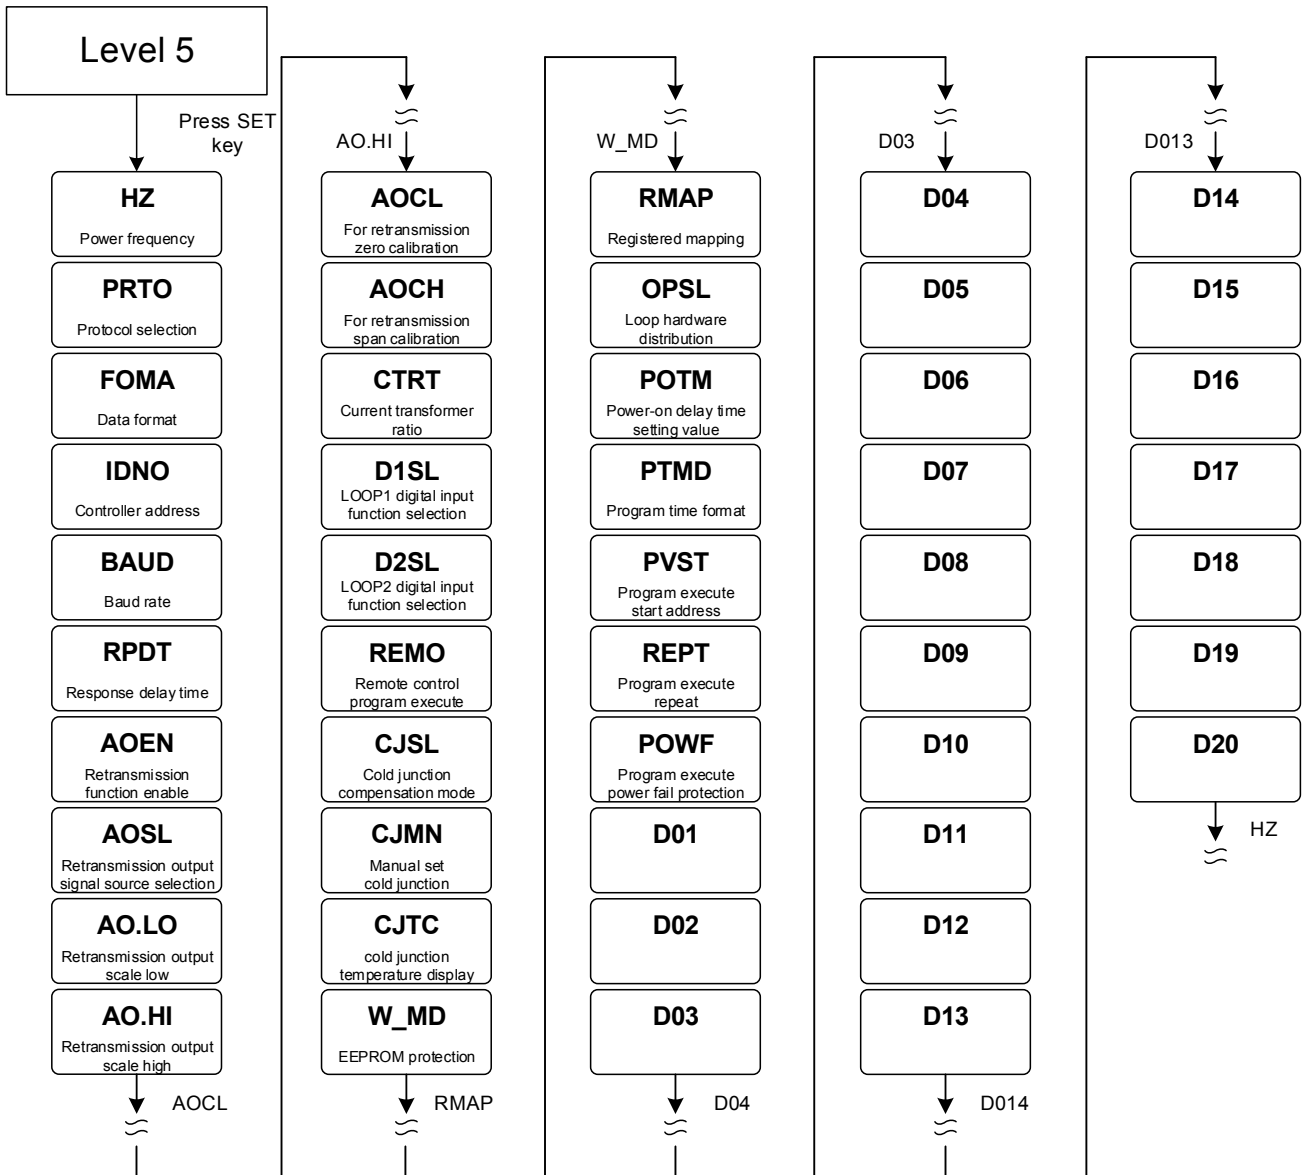 Level 5
Press SET
key
HZ
Power frequency
PRTO
Protocol selection
FOMA
Data format
IDNO
Controller address
BAUD
Baud rate
RPDT
Response delay time
AOEN
Retransmission
function enable
AOSL
Retransmission output
signal source selection
AO.LO
Retransmission output
scale low
AO.HI
Retransmission output
scale high
AOCL
AO.HI
AOCL
For retransmission
zero calibration
AOCH
For retransmission
span calibration
CTRT
Current transformer
ratio
D1SL
LOOP1 digital input
function selection
D2SL
LOOP2 digital input
function selection
REMO
Remote control
program execute
CJSL
Cold junction
compensation mode
CJMN
Manual set
cold junction
CJTC
cold junction
temperature display
W_MD
EEPROM protection
RMAP
W_MD
RMAP
Registered mapping
OPSL
Loop hardware
distribution
POTM
Power-on delay time
setting value
PTMD
Program time format
PVST
Program execute
start address
REPT
Program execute
repeat
POWF
Program execute
power fail protection
D01
D02
D03
D04
D03
D04
D05
D06
D07
D08
D09
D10
D11
D12
D13
D014
D013
D14
D15
D16
D17
D18
D19
D20
HZ